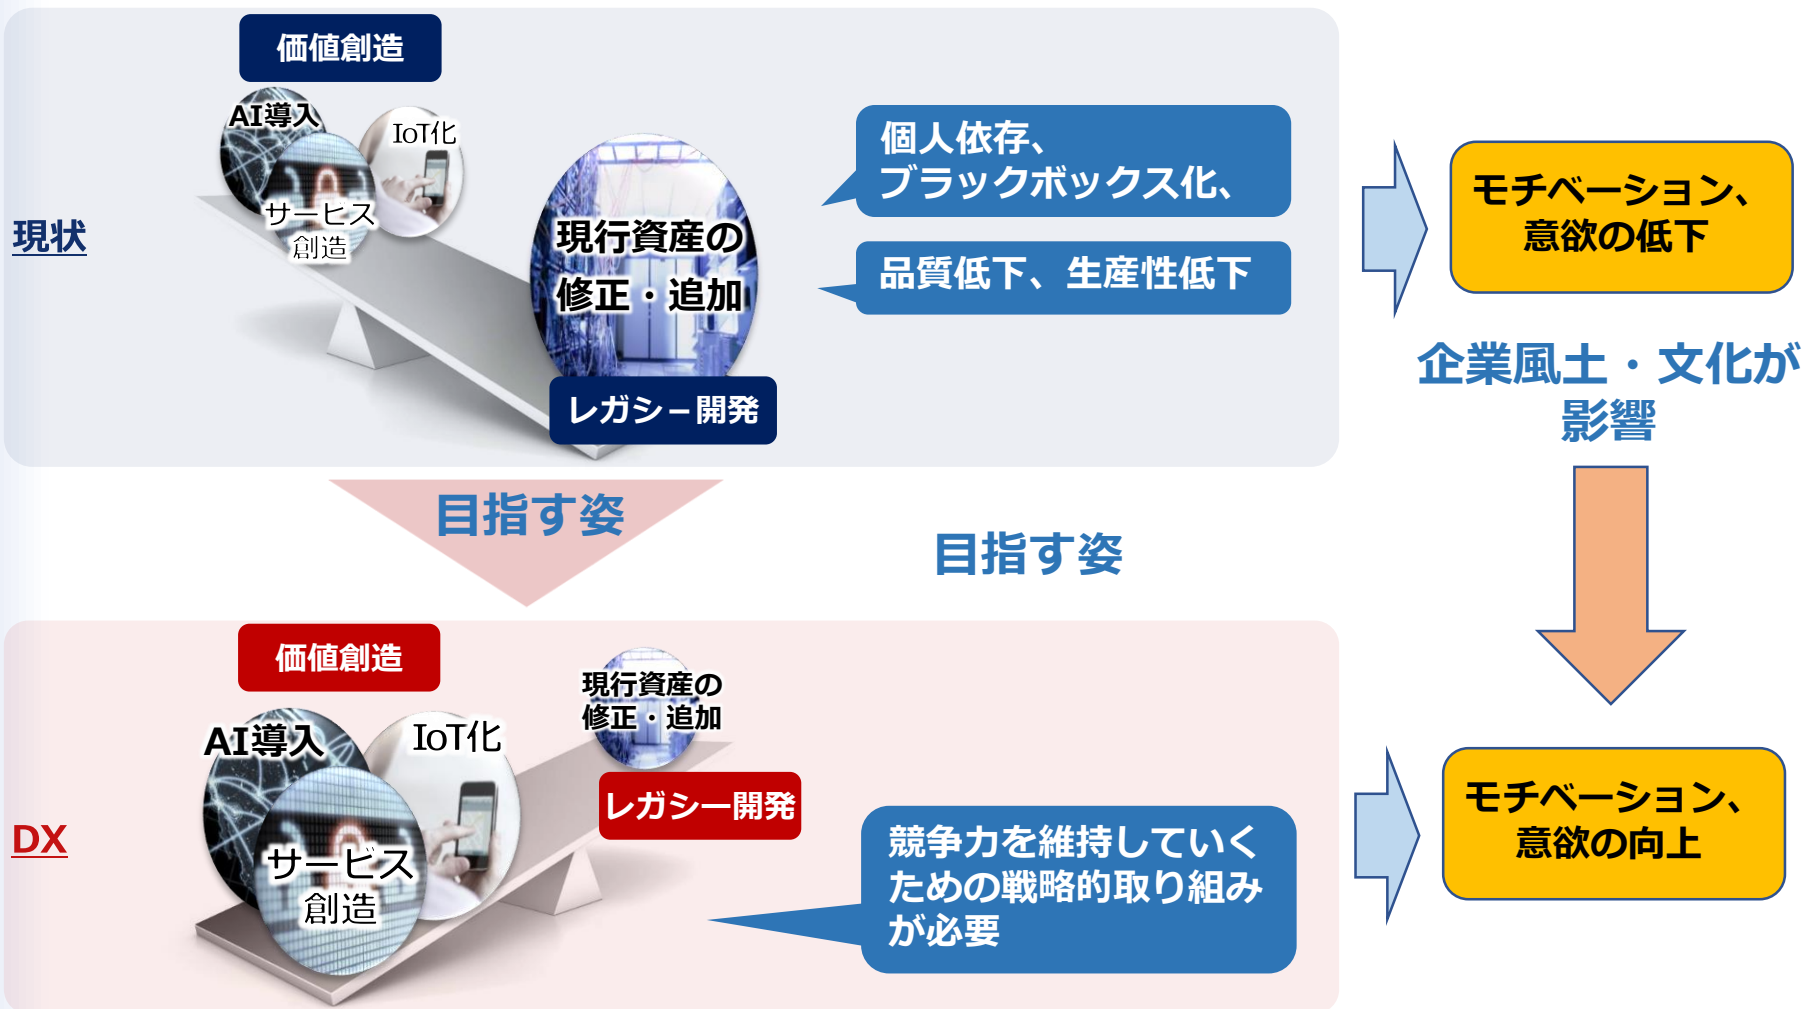 価値創造
AI導入
IoT化
サービス
創造
現状
現行資産の
修正・追加
レガシー開発
個人依存、
ブラックボックス化、
品質低下、生産性低下
モチベーション、
意欲の低下
企業風土・文化が
影響
目指す姿
目指す姿
価値創造
AI導入
IoT化
サービス
創造
現行資産の
修正・追加
レガシー開発
DX
競争力を維持していく
ための戦略的取り組み
が必要
モチベーション、
意欲の向上